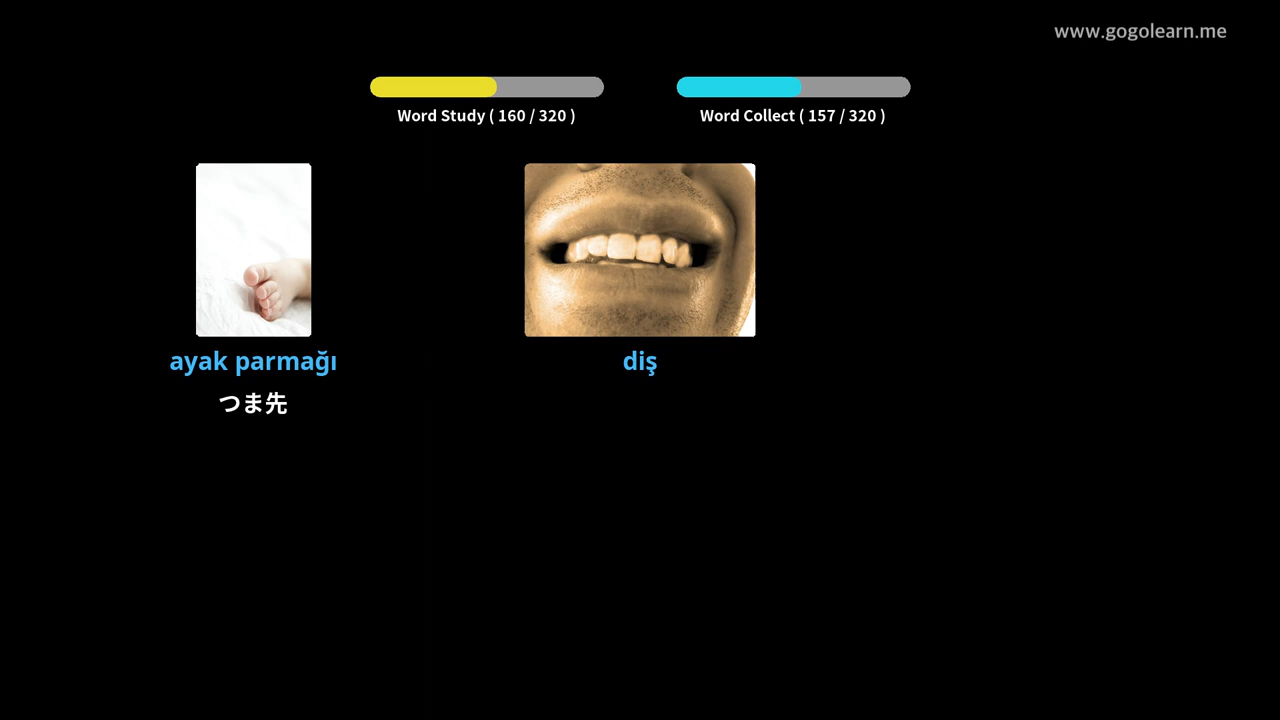 www.gogolearn.me
Word Study ( 160 / 320 )
Word Collect ( 157 / 320 )
ayak parmağı
つま先
diş